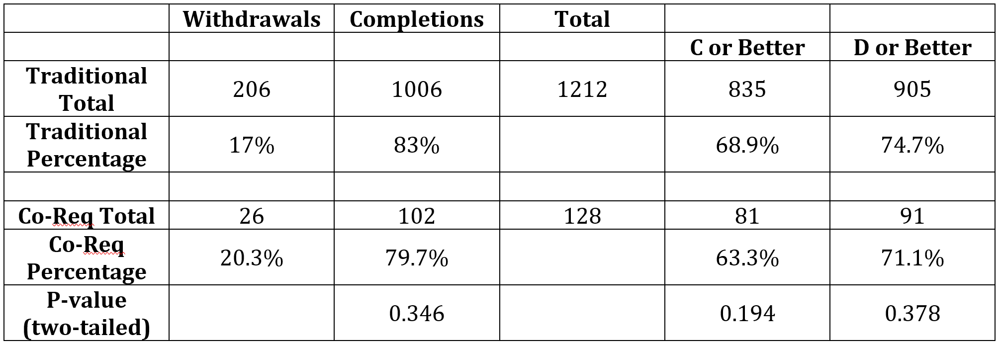 Withdrawals Completions Total
C or Better D or Better
Traditional Total 206 1006 1212 835 905
Traditional Percentage 17% 83% 68.9% 74.7%
Co-Req Total 26 102 128 81 91
Co-Req Percentage 20.3% 79.7% 63.3% 71.1%
P-value (two-tailed) 0.346 0.194 0.378